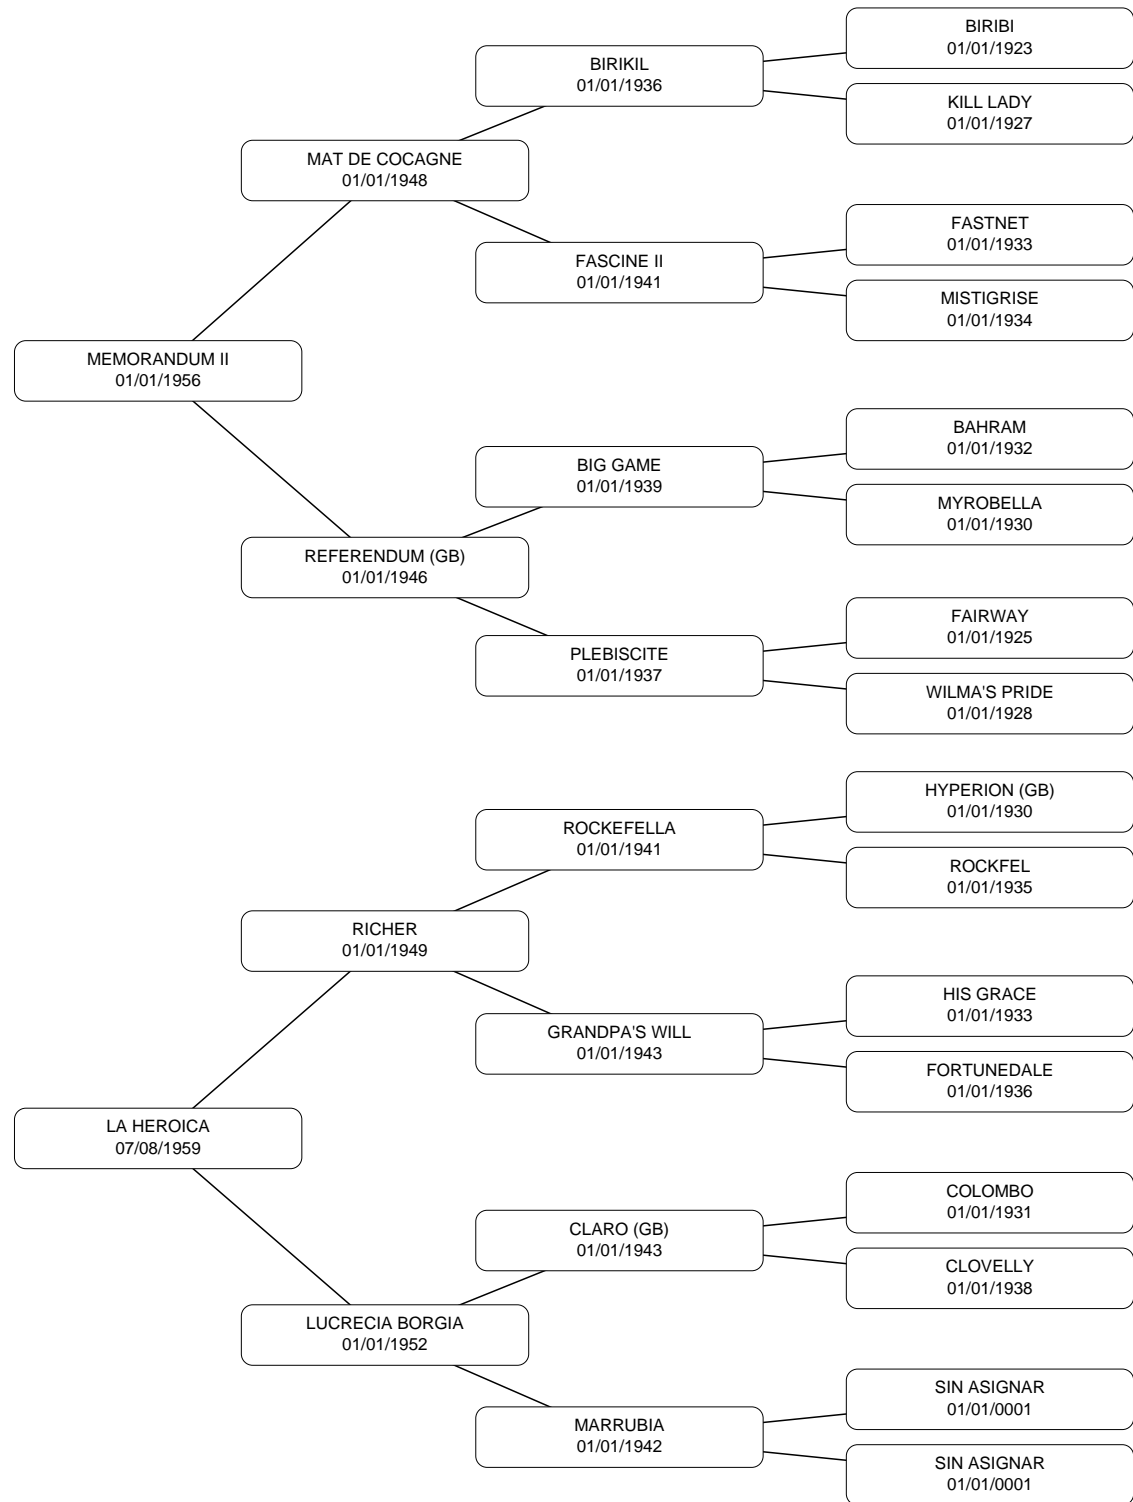 BIRIBI
01/01/1923
BIRIKIL
01/01/1936
KILL LADY
01/01/1927
MAT DE COCAGNE
01/01/1948
FASTNET
01/01/1933
FASCINE II
01/01/1941
MISTIGRISE
01/01/1934
MEMORANDUM II
01/01/1956
BAHRAM
01/01/1932
BIG GAME
01/01/1939
MYROBELLA
01/01/1930
REFERENDUM (GB)
01/01/1946
FAIRWAY
01/01/1925
PLEBISCITE
01/01/1937
WILMA'S PRIDE
01/01/1928
HYPERION (GB)
01/01/1930
ROCKEFELLA
01/01/1941
ROCKFEL
01/01/1935
RICHER
01/01/1949
HIS GRACE
01/01/1933
GRANDPA'S WILL
01/01/1943
FORTUNEDALE
01/01/1936
LA HEROICA
07/08/1959
COLOMBO
01/01/1931
CLARO (GB)
01/01/1943
CLOVELLY
01/01/1938
LUCRECIA BORGIA
01/01/1952
SIN ASIGNAR
01/01/0001
MARRUBIA
01/01/1942
SIN ASIGNAR
01/01/0001